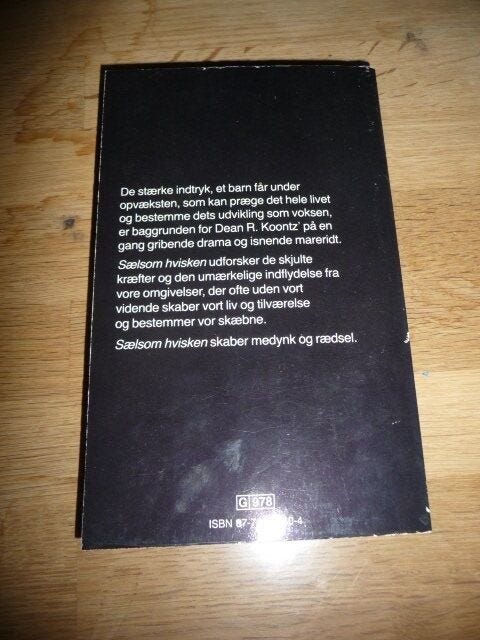 De stærke indtryk, et barn får under
opvæksten, som kan præge det hele livet
og bestemme dets udvikling som voksen,
er baggrunden for Dean R. Koontz' på en
gang gribende drama og isnende mareridt.
Sælsom hvisken udforsker de skjulte
kræfter og den umærkelige indflydelse fra
vore omgivelser, der ofte uden vort
vidende skaber vort liv og tilværelse
og bestemmer vor skæbne.
Sælsom hvisken skaber medynk og rædsel.
G 978
ISBN